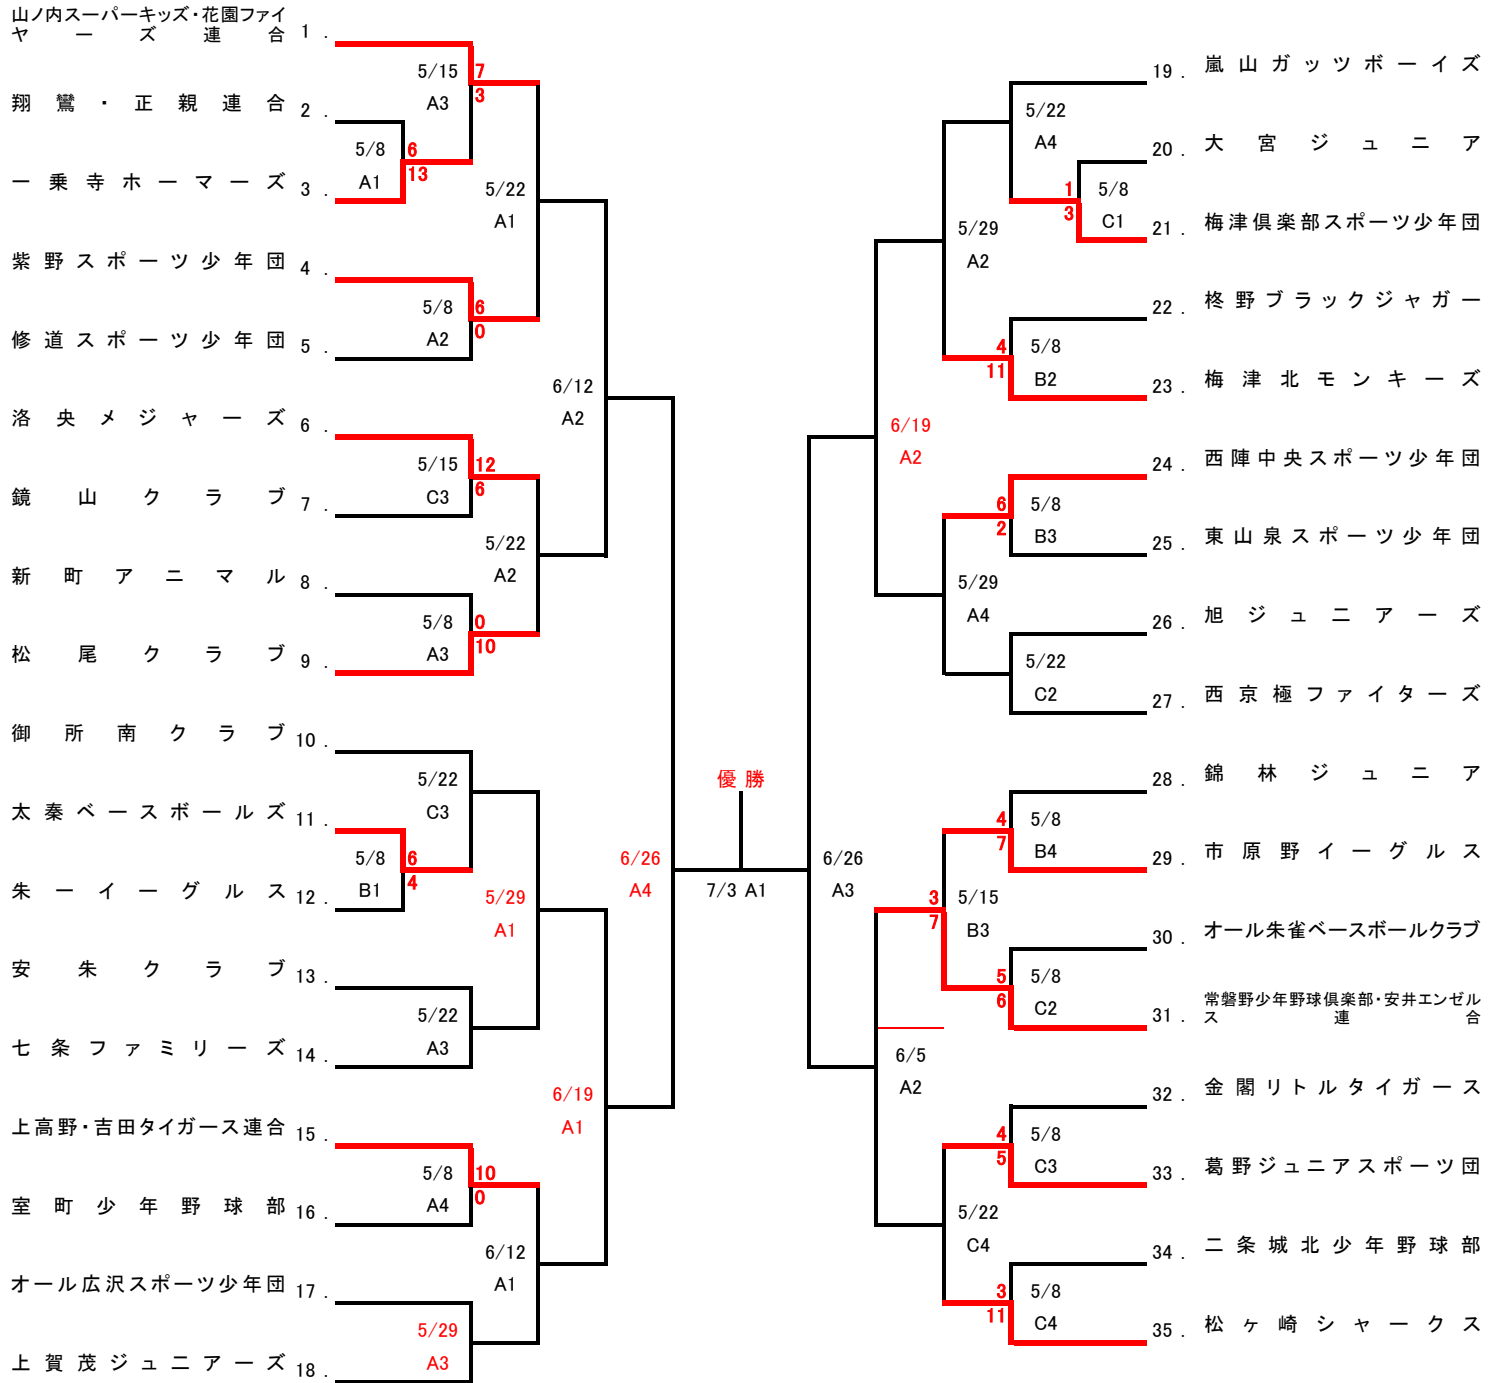 山ノ内スーパーキッズ・花園ファイ
ヤーズ連合 1 .
5/15
A3
7
3
翔鸞・正親連合 2 .
5/8
A1
6
13
一乗寺ホーマーズ 3 .
5/22
A1
紫野スポーツ少年団 4 .
5/8
A2
6
0
修道スポーツ少年団 5 .
6/12
A2
洛央メジャーズ 6 .
5/15
C3
12
6
鏡山クラブ 7 .
5/22
A2
新町アニマル 8 .
5/8
A3
0
10
松尾クラブ 9 .
御所南クラブ 10 .
5/22
C3
太秦ベースボールズ 11 .
5/8
B1
6
4
朱一イーグルス 12 .
5/29
A1
安朱クラブ 13 .
5/22
A3
七条ファミリーズ 14 .
6/19
A1
上高野・吉田タイガース連合 15 .
5/8
A4
10
0
室町少年野球部 16 .
6/12
A1
オール広沢スポーツ少年団 17 .
5/29
A3
上賀茂ジュニアーズ 18 .
6/26
A4
優勝
7/3 A1
6/26
A3
19 . 嵐山ガッツボーイズ
5/22
A4
20 . 大宮ジュニア
1
3
5/8
C1
21 . 梅津倶楽部スポーツ少年団
5/29
A2
22 . 柊野ブラックジャガー
4
11
5/8
B2
23 . 梅津北モンキーズ
6/19
A2
24 . 西陣中央スポーツ少年団
6
2
5/8
B3
25 . 東山泉スポーツ少年団
5/29
A4
26 . 旭ジュニアーズ
5/22
C2
27 . 西京極ファイターズ
28 . 錦林ジュニア
4
7
5/8
B4
29 . 市原野イーグルス
3
7
5/15
B3
30 . オール朱雀ベースボールクラブ
5
6
5/8
C2
31 . 常磐野少年野球倶楽部・安井エンゼル
ス連合
6/5
A2
32 . 金閣リトルタイガース
4
5
5/8
C3
33 . 葛野ジュニアスポーツ団
5/22
C4
34 . 二条城北少年野球部
3
11
5/8
C4
35 . 松ヶ崎シャークス